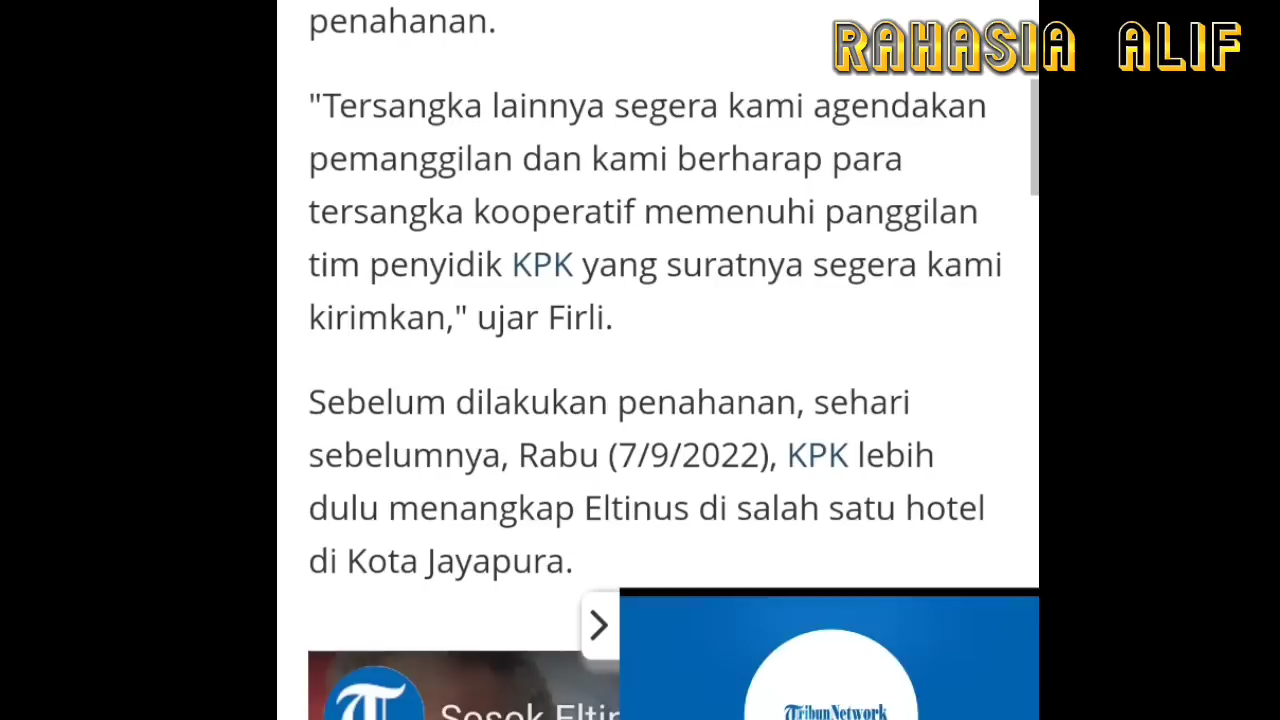 penahanan.
RAHASIA ALIF
"Tersangka lainnya segera kami agendakan
pemanggilan dan kami berharap para
tersangka kooperatif memenuhi panggilan
tim penyidik KPK yang suratnya segera kami
kirimkan," ujar Firli.
Sebelum dilakukan penahanan, sehari
sebelumnya, Rabu (7/9/2022), KPK lebih
dulu menangkap Eltinus di salah satu hotel
di Kota Jayapura.
TribunNetwork
Sosok